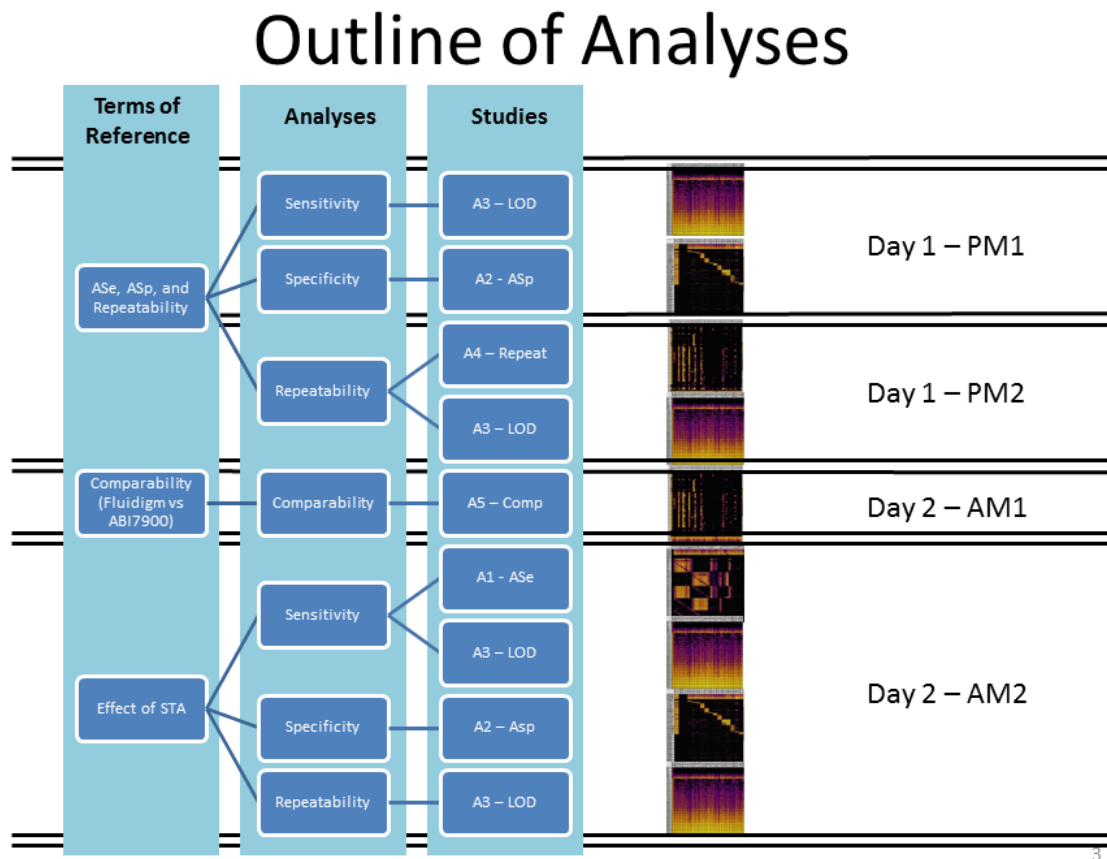 Outline of Analyses
Terms of
Reference
Analyses
Studies
ASe, ASp, and
Repeatability
Sensitivity
A3 – LOD
Specificity
A2 - ASp
Day 1 – PM1
Repeatability
A4 – Repeat
A3 – LOD
Day 1 – PM2
Comparability
(Fluidigm vs
ABI7900)
Comparability
A5 – Comp
Day 2 – AM1
Effect of STA
Sensitivity
A1 - ASe
A3 – LOD
Specificity
A2 – Asp
Repeatability
A3 – LOD
Day 2 – AM2
3